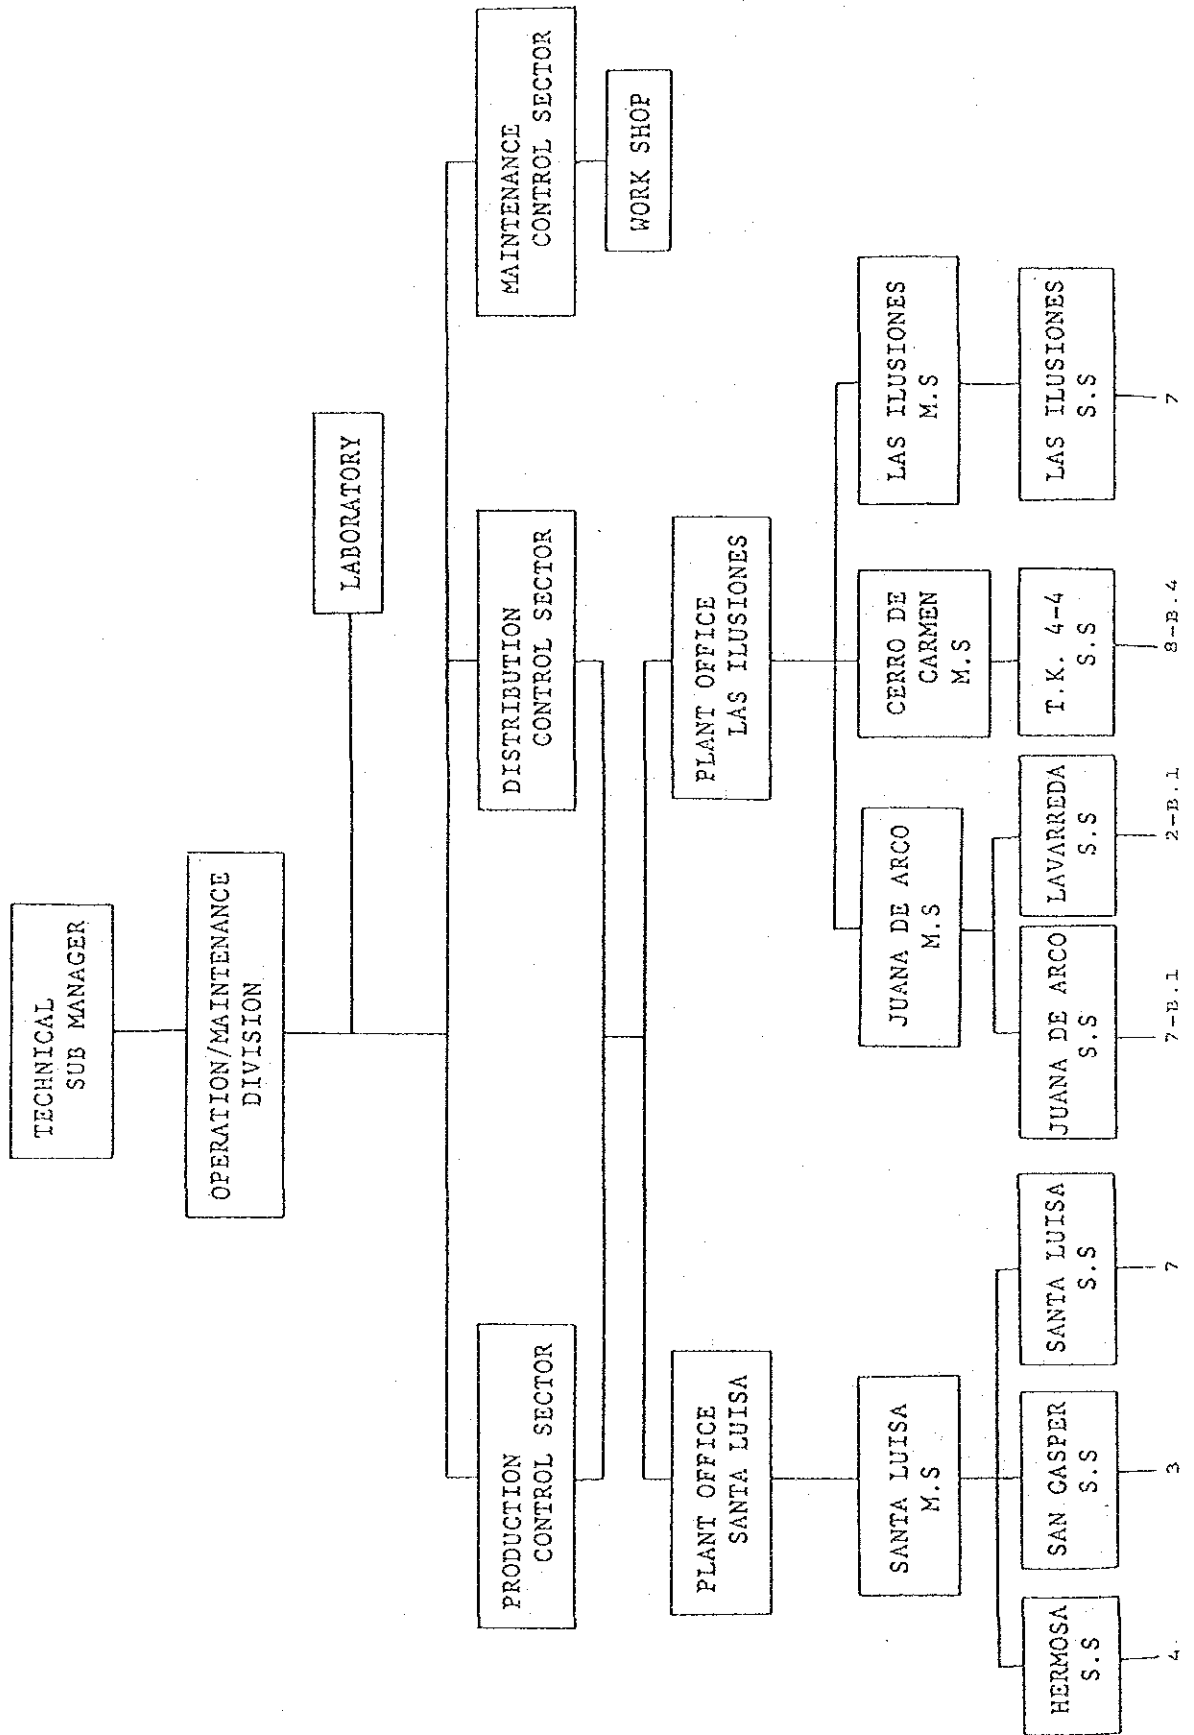 TECHNICAL
SUB MANAGER
OPERATION/MAINTENANCE
DIVISION
LABORATORY
PRODUCTION
CONTROL SECTOR
DISTRIBUTION
CONTROL SECTOR
MAINTENANCE
CONTROL SECTOR
WORK SHOP
PLANT OFFICE
SANTA LUISA
PLANT OFFICE
LAS ILUSIONES
SANTA LUISA
M.S
JUANA DE ARCO
M.S
CERRO DE
CARMEN
M.S
LAS ILUSIONES
M.S
HERMOSA
S.S
SAN GASPER
S.S
SANTA LUISA
S.S
JUANA DE ARCO
S.S
LAVARREDA
S.S
T.K. 4-4
S.S
LAS ILUSIONES
S.S
4
3
7
7-B.1
2-B.1
8-B.4
7